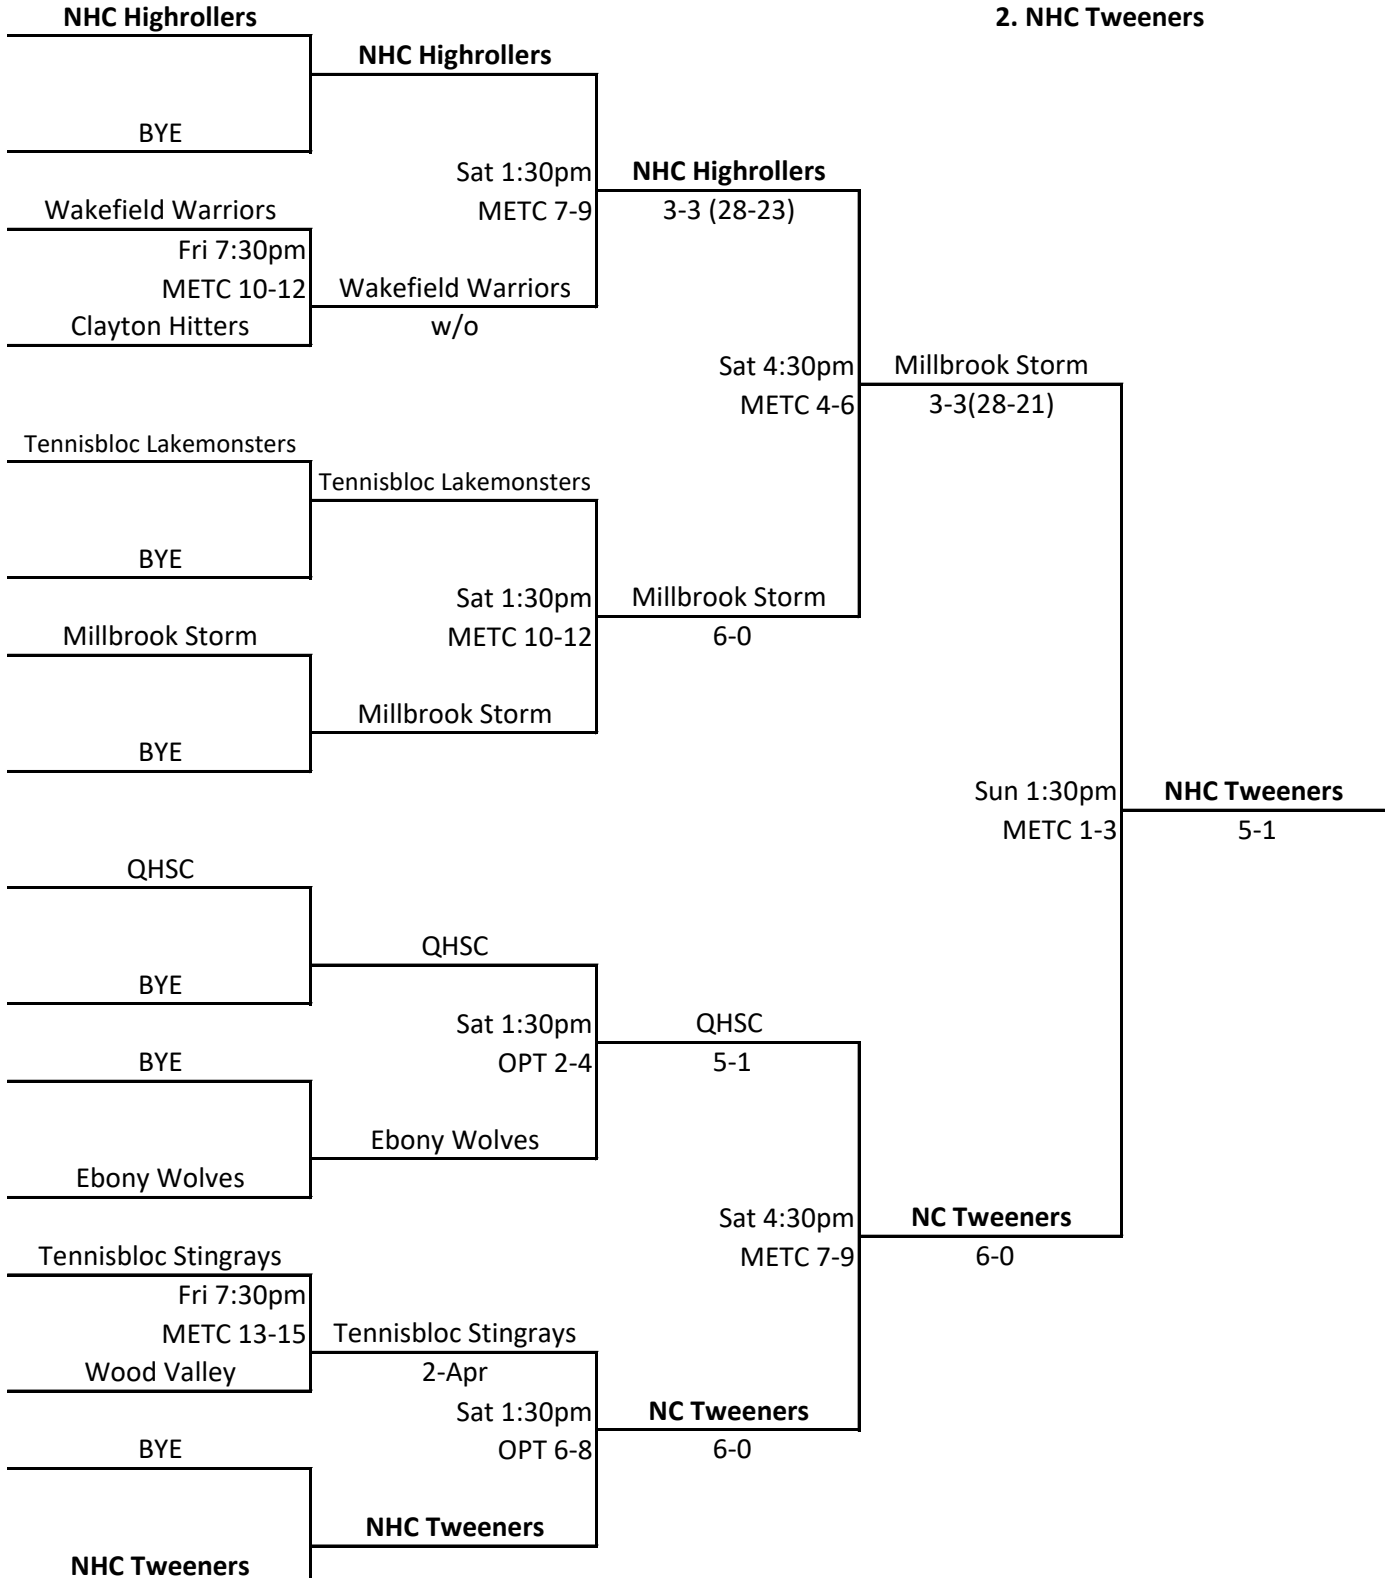 NHC Highrollers
2. NHC Tweeners
NHC Highrollers
BYE
Sat 1:30pm
NHC Highrollers
Wakefield Warriors
METC 7-9
3-3 (28-23)
Fri 7:30pm
METC 10-12
Wakefield Warriors
Clayton Hitters
w/o
Sat 4:30pm
Millbrook Storm
METC 4-6
3-3(28-21)
Tennisbloc Lakemonsters
Tennisbloc Lakemonsters
BYE
Sat 1:30pm
Millbrook Storm
Millbrook Storm
METC 10-12
6-0
Millbrook Storm
BYE
Sun 1:30pm
NHC Tweeners
METC 1-3
5-1
QHSC
QHSC
BYE
Sat 1:30pm
QHSC
BYE
OPT 2-4
5-1
Ebony Wolves
Ebony Wolves
Sat 4:30pm
NC Tweeners
Tennisbloc Stingrays
METC 7-9
6-0
Fri 7:30pm
METC 13-15
Tennisbloc Stingrays
Wood Valley
2-Apr
Sat 1:30pm
NC Tweeners
BYE
OPT 6-8
6-0
NHC Tweeners
NHC Tweeners